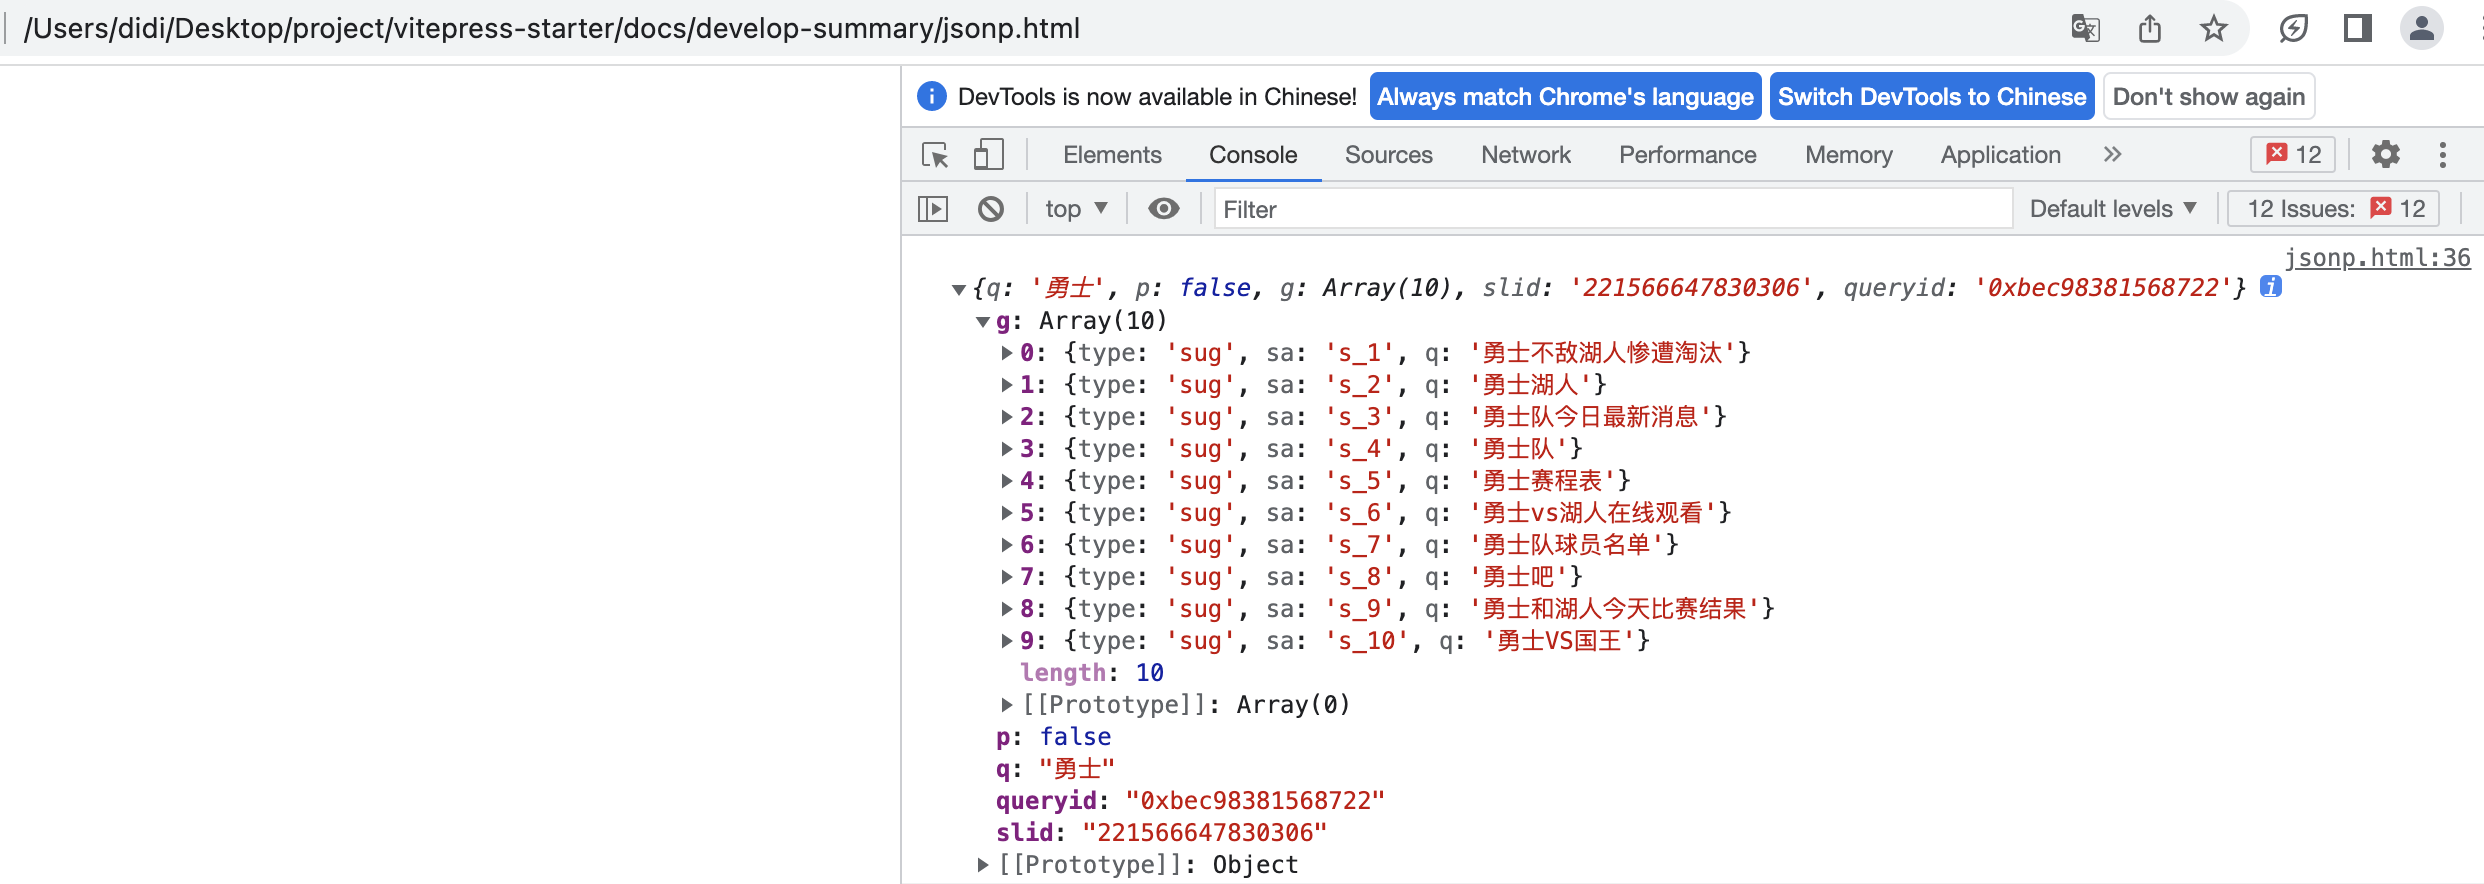 /Users/didi/Desktop/project/vitepress-starter/docs/develop-summary/jsonp.html
DevTools is now available in Chinese! Always match Chrome's language Switch DevTools to Chinese Don't show again
Elements Console Sources Network Performance Memory Application 12
top Filter Default levels 12 Issues: 12
jsonp.html:36
{q: '勇士', p: false, g: Array(10), slid: '221566647830306', queryid: '0xbec98381568722'}
g: Array(10)
0: {type: 'sug', sa: 's_1', q: '勇士不敌湖人惨遭淘汰'}
1: {type: 'sug', sa: 's_2', q: '勇士湖人'}
2: {type: 'sug', sa: 's_3', q: '勇士队今日最新消息'}
3: {type: 'sug', sa: 's_4', q: '勇士队'}
4: {type: 'sug', sa: 's_5', q: '勇士赛程表'}
5: {type: 'sug', sa: 's_6', q: '勇士vs湖人在线观看'}
6: {type: 'sug', sa: 's_7', q: '勇士队球员名单'}
7: {type: 'sug', sa: 's_8', q: '勇士吧'}
8: {type: 'sug', sa: 's_9', q: '勇士和湖人今天比赛结果'}
9: {type: 'sug', sa: 's_10', q: '勇士VS国王'}
length: 10
[[Prototype]]: Array(0)
p: false
q: "勇士"
queryid: "0xbec98381568722"
slid: "221566647830306"
[[Prototype]]: Object